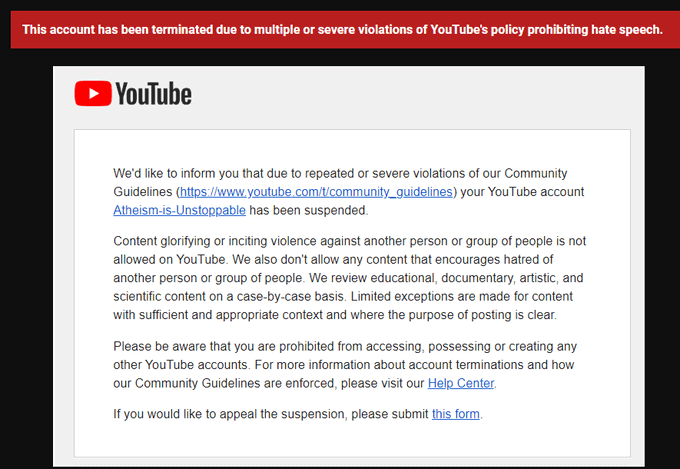 This account has been terminated due to multiple or severe violations of YouTube's policy prohibiting hate speech.
YouTube
We'd like to inform you that due to repeated or severe violations of our Community
Guidelines (https://www.youtube.com/t/community_guidelines) your YouTube account
Atheism-is-Unstoppable has been suspended.
Content glorifying or inciting violence against another person or group of people is not
allowed on YouTube. We also don't allow any content that encourages hatred of
another person or group of people. We review educational, documentary, artistic, and
scientific content on a case-by-case basis. Limited exceptions are made for content
with sufficient and appropriate context and where the purpose of posting is clear.
Please be aware that you are prohibited from accessing, possessing or creating any
other YouTube accounts. For more information about account terminations and how
our Community Guidelines are enforced, please visit our Help Center.
If you would like to appeal the suspension, please submit this form.